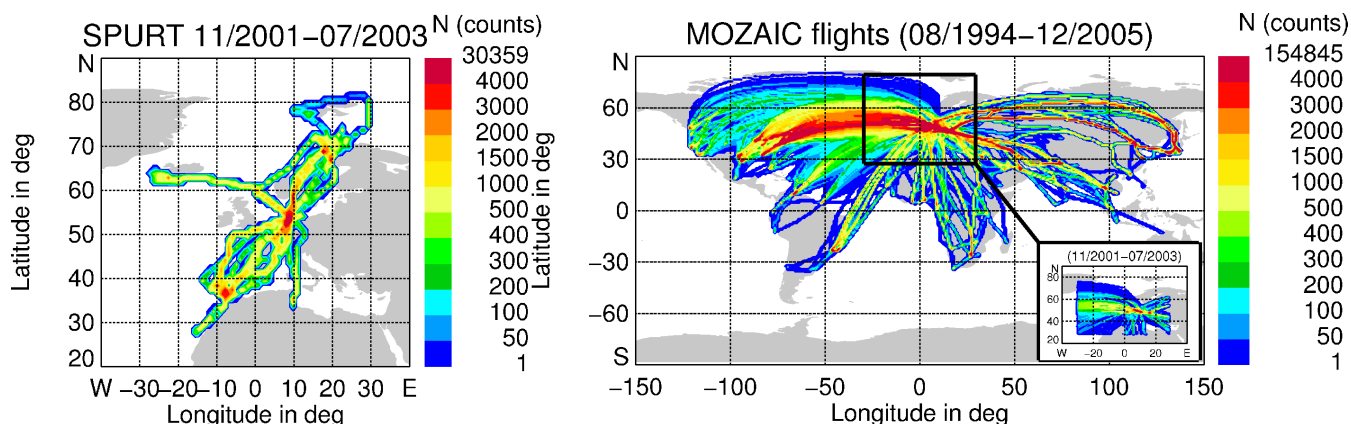 SPURT 11/2001−07/2003
N (counts)
30359
4000
3000
2000
1500
1000
500
400
300
200
100
50
1
N
80
70
60
50
40
30
20
Latitude in deg
W −30−20−10 0 10 20 30 E
Longitude in deg
MOZAIC flights (08/1994−12/2005)
N (counts)
154845
4000
3000
2000
1500
1000
500
400
300
200
100
50
1
N
60
30
0
−30
−60
S
Latitude in deg
−150 −100 −50 0 50 100 150
Longitude in deg
(11/2001−07/2003)
N
80
60
40
20
W −20 0 20 E